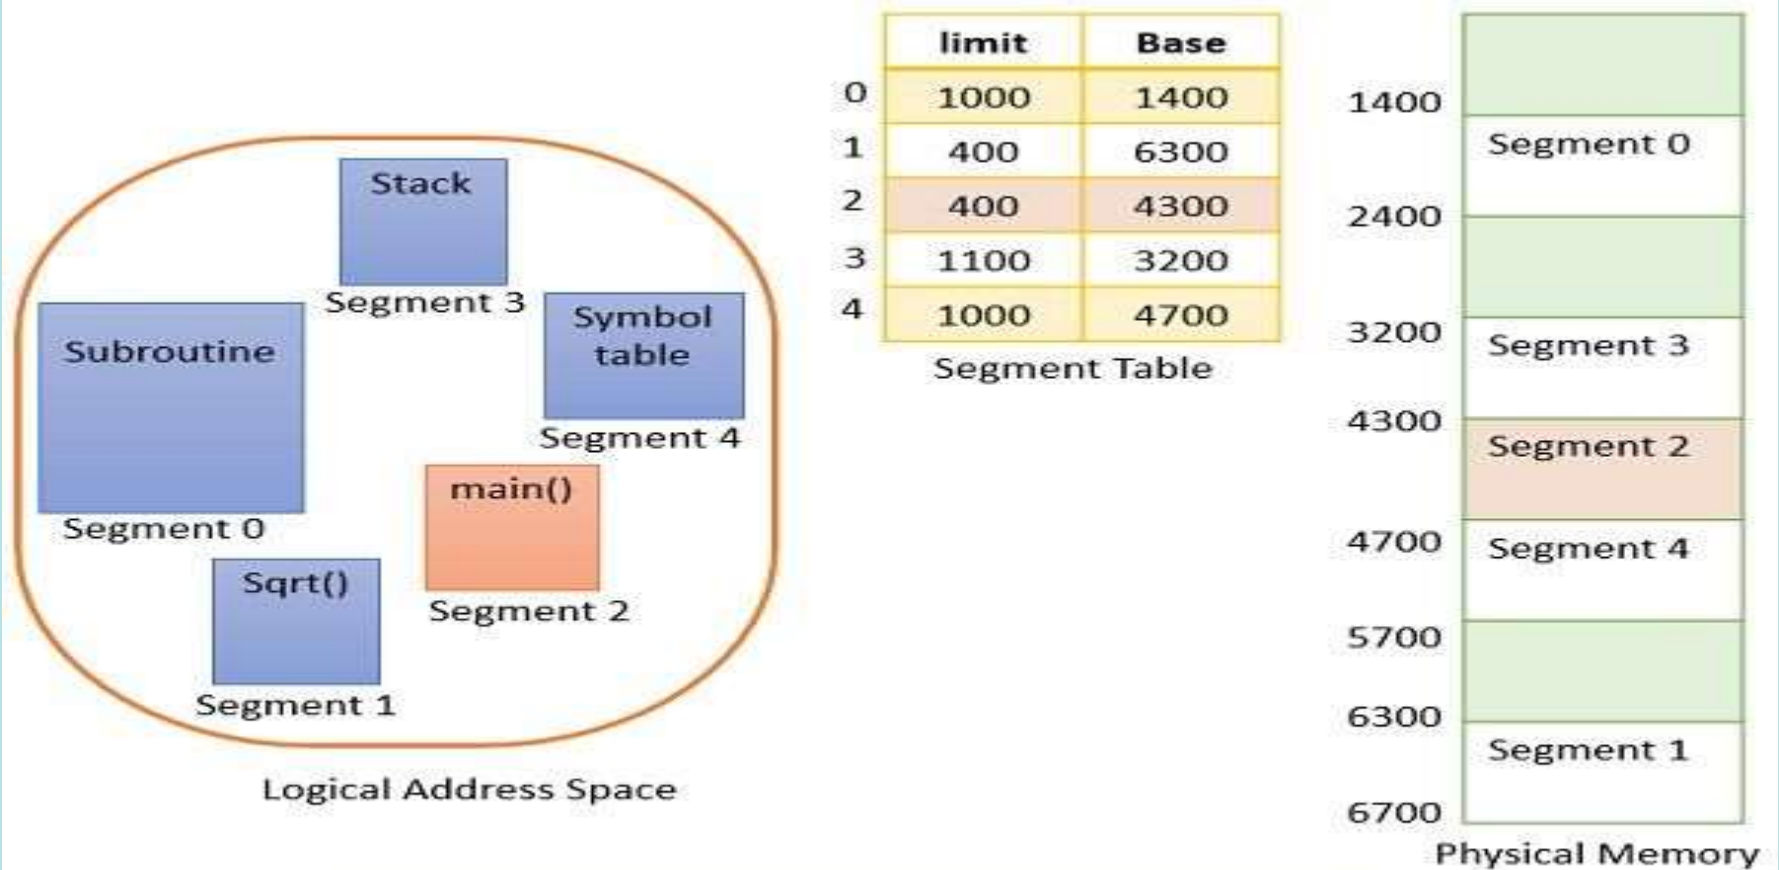 Stack
Segment 3
Subroutine
Segment 0
Symbol
table
Segment 4
main()
Segment 2
Sqrt()
Segment 1
Logical Address Space
limit Base
0 1000 1400
1 400 6300
2 400 4300
3 1100 3200
4 1000 4700
Segment Table
1400
Segment 0
2400
3200
Segment 3
4300
Segment 2
4700
Segment 4
5700
6300
Segment 1
6700
Physical Memory